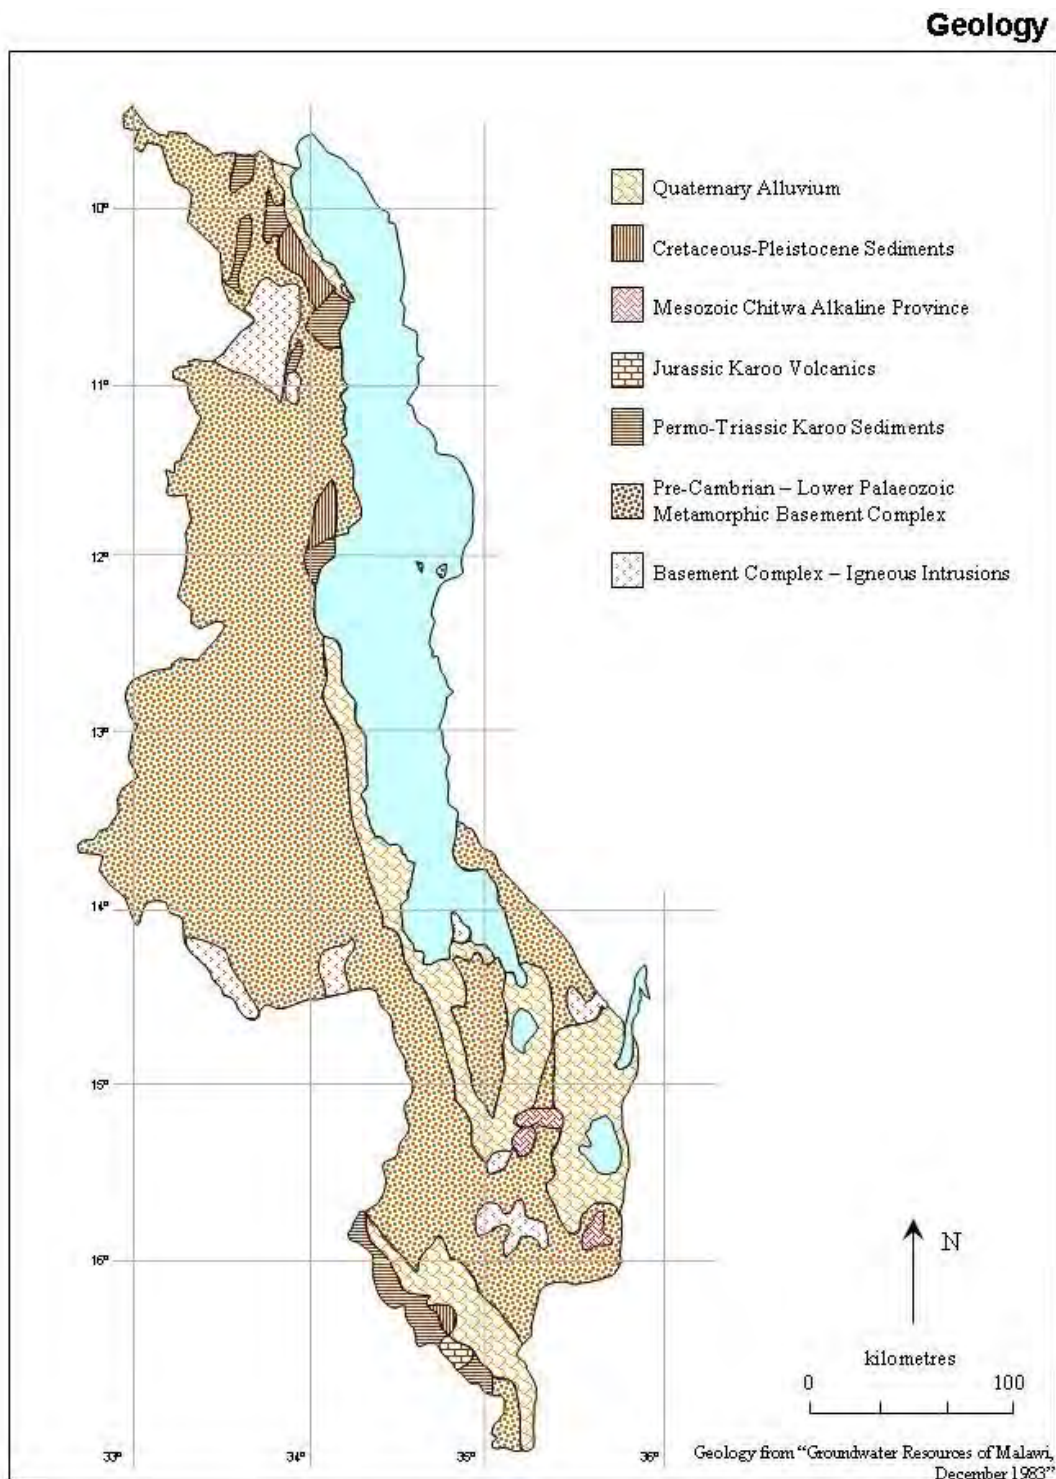 Geology
Quaternary Alluvium
Cretaceous-Pleistocene Sediments
Mesozoic Chitwa Alkaline Province
Jurassic Karoo Volcanics
Permo-Triassic Karoo Sediments
Pre-Cambrian – Lower Palaeozoic
Metamorphic Basement Complex
Basement Complex – Igneous Intrusions
10°
11°
12°
13°
14°
15°
16°
N
kilometres
0 100
33° 34° 35° 36°
Geology from "Groundwater Resources of Malawi,
December 1983"